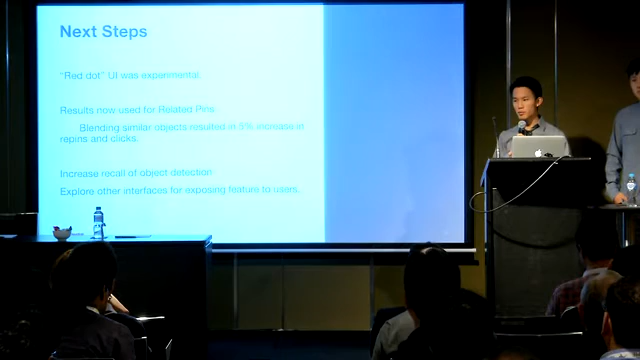 Next Steps
"Red dot" UI was experimental.
Results now used for Related Pins.
Blending similar objects resulted in 5% increase in
repins and clicks.
Increase recall of object detection.
Explore other interfaces for exposing feature to users.